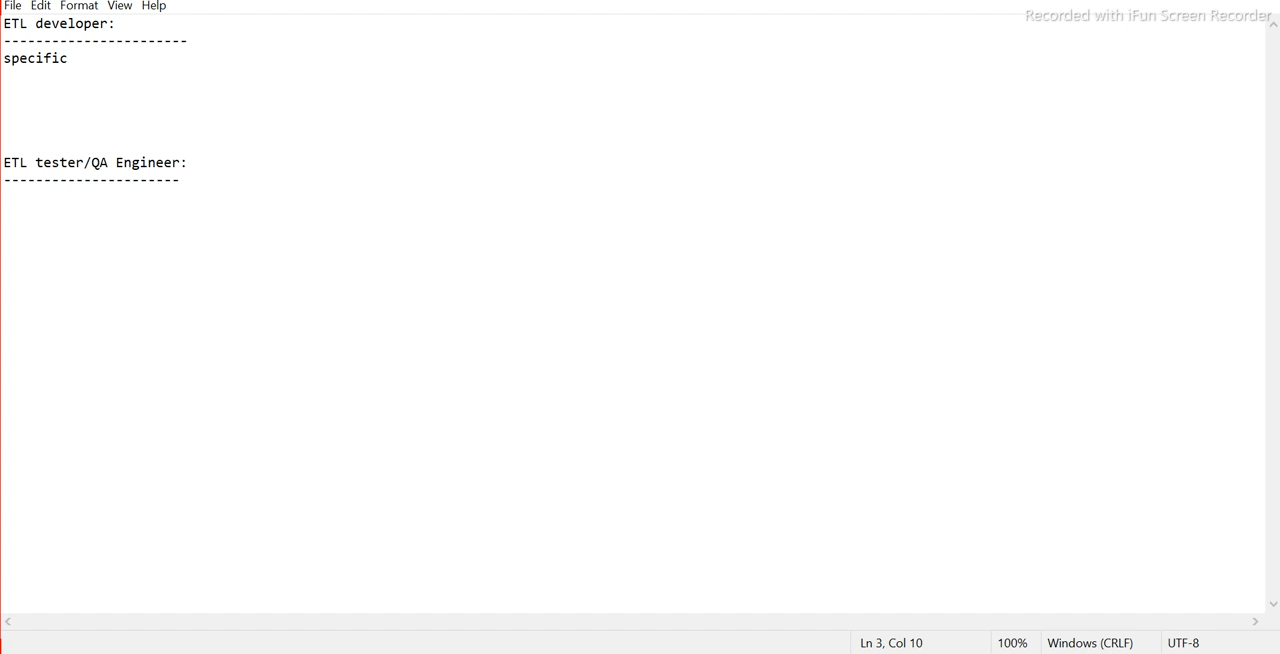 File Edit Format View Help
Recorded with iFun Screen Recorder
ETL developer:
-----------------------
specific
ETL tester/QA Engineer:
----------------------
Ln 3, Col 10 100% Windows (CRLF) UTF-8